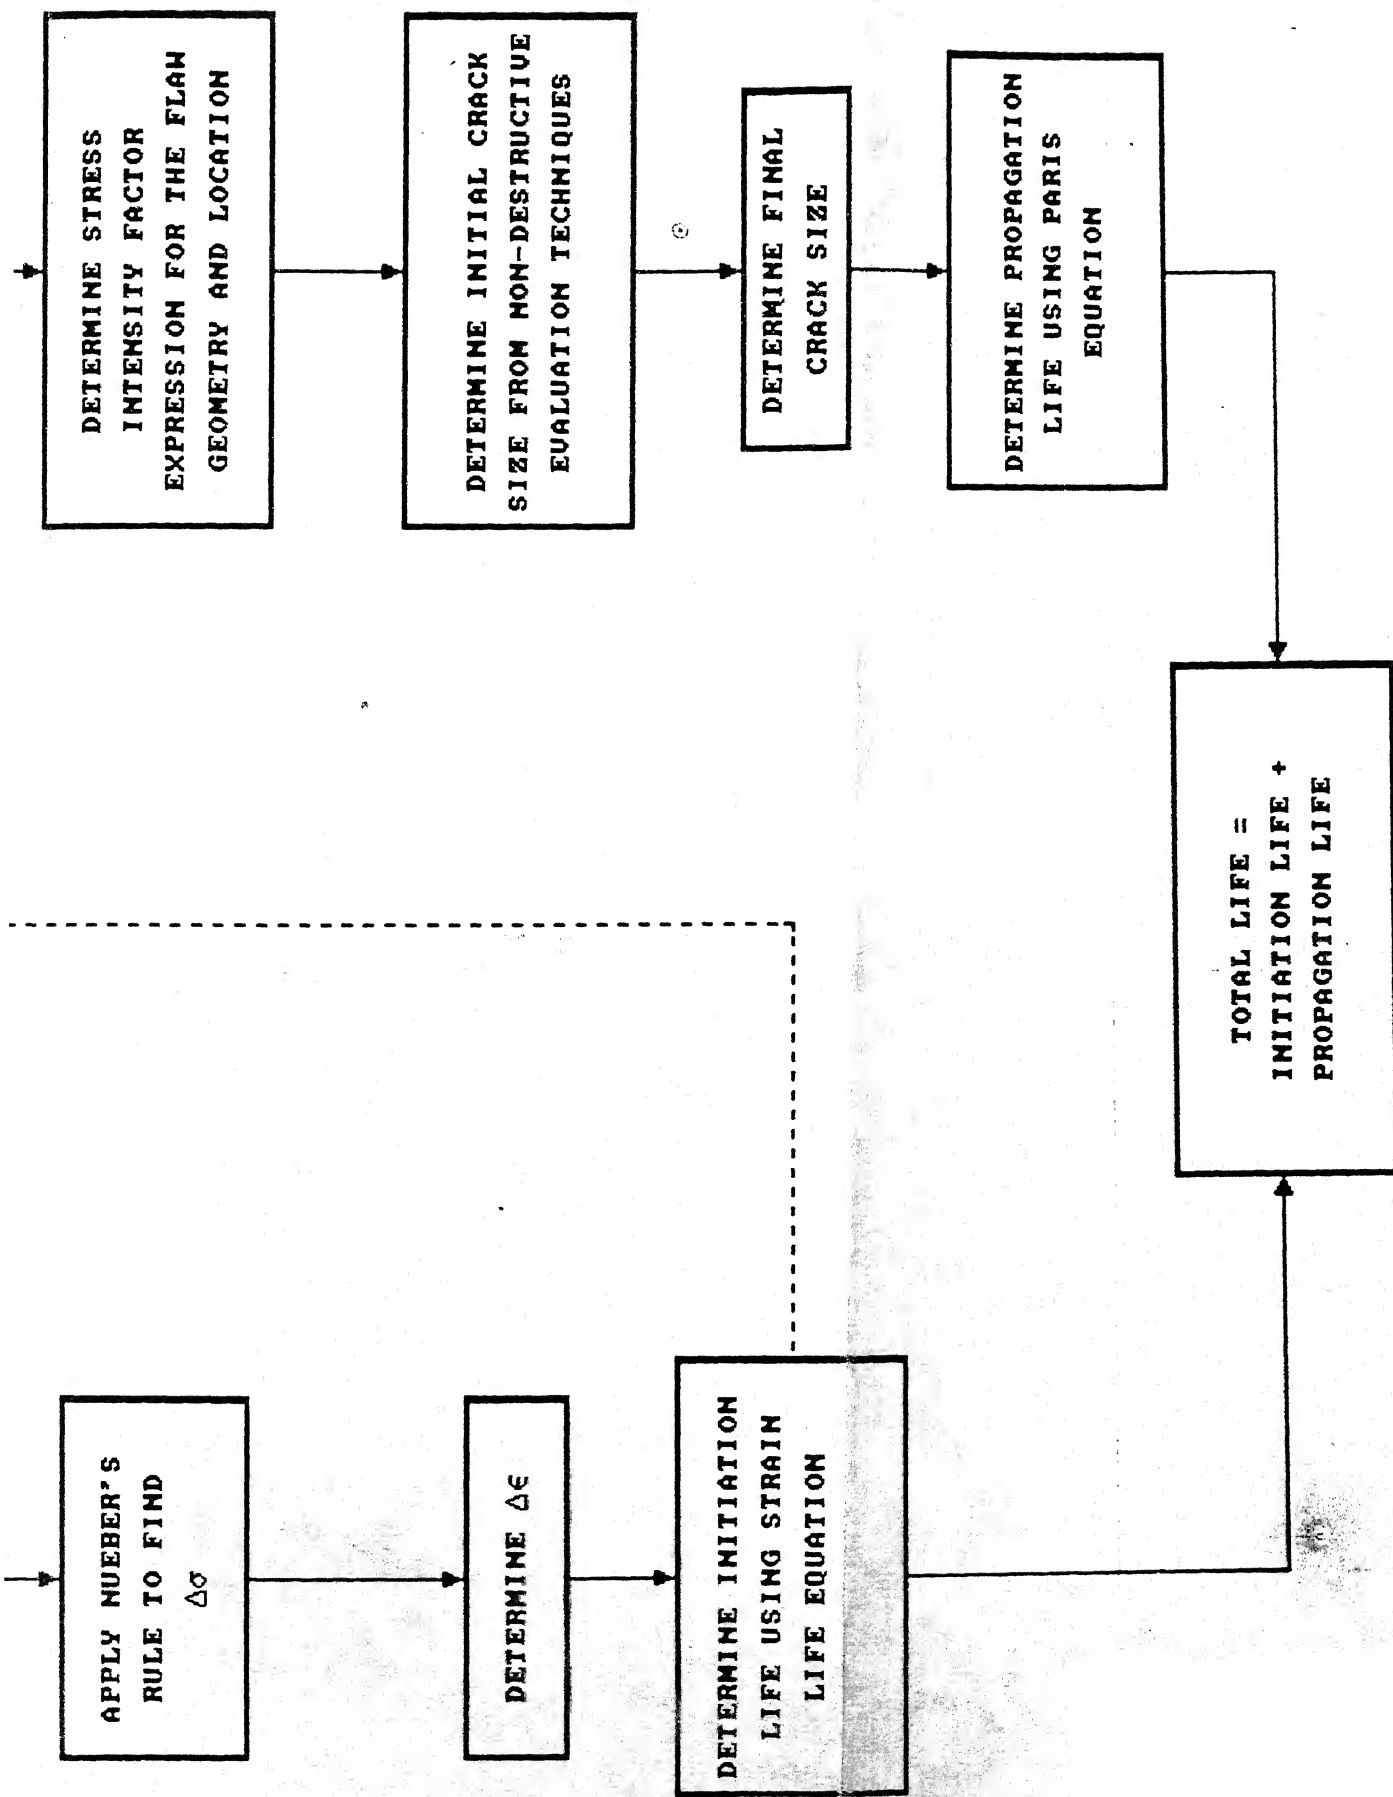 DETERMINE STRESS
INTENSITY FACTOR
EXPRESSION FOR THE FLAW
GEOMETRY AND LOCATION
DETERMINE INITIAL CRACK
SIZE FROM NON-DESTRUCTIVE
EVALUATION TECHNIQUES
DETERMINE FINAL
CRACK SIZE
DETERMINE PROPAGATION
LIFE USING PARIS
EQUATION
APPLY NUEBER'S
RULE TO FIND
Δσ
DETERMINE Δϵ
DETERMINE INITIATION
LIFE USING STRAIN
LIFE EQUATION
TOTAL LIFE =
INITIATION LIFE +
PROPAGATION LIFE